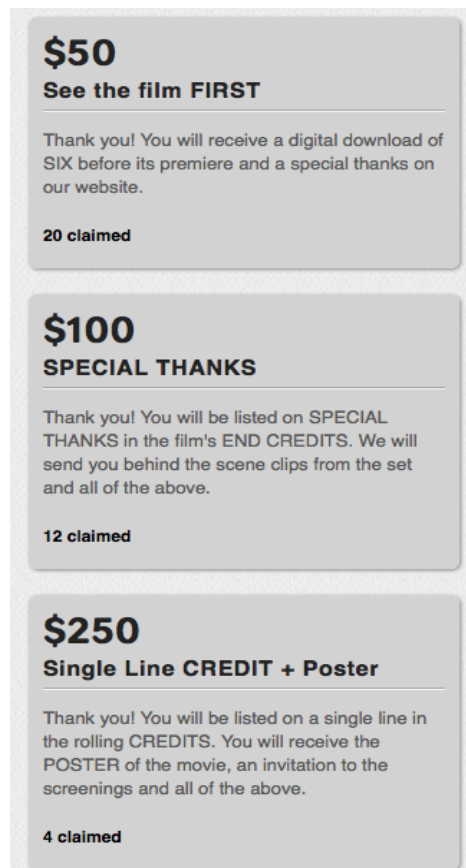 $50
See the film FIRST
Thank you! You will receive a digital download of
SIX before its premiere and a special thanks on
our website.
20 claimed
$100
SPECIAL THANKS
Thank you! You will be listed on SPECIAL
THANKS in the film's END CREDITS. We will
send you behind the scene clips from the set
and all of the above.
12 claimed
$250
Single Line CREDIT + Poster
Thank you! You will be listed on a single line in
the rolling CREDITS. You will receive the
POSTER of the movie, an invitation to the
screenings and all of the above.
4 claimed